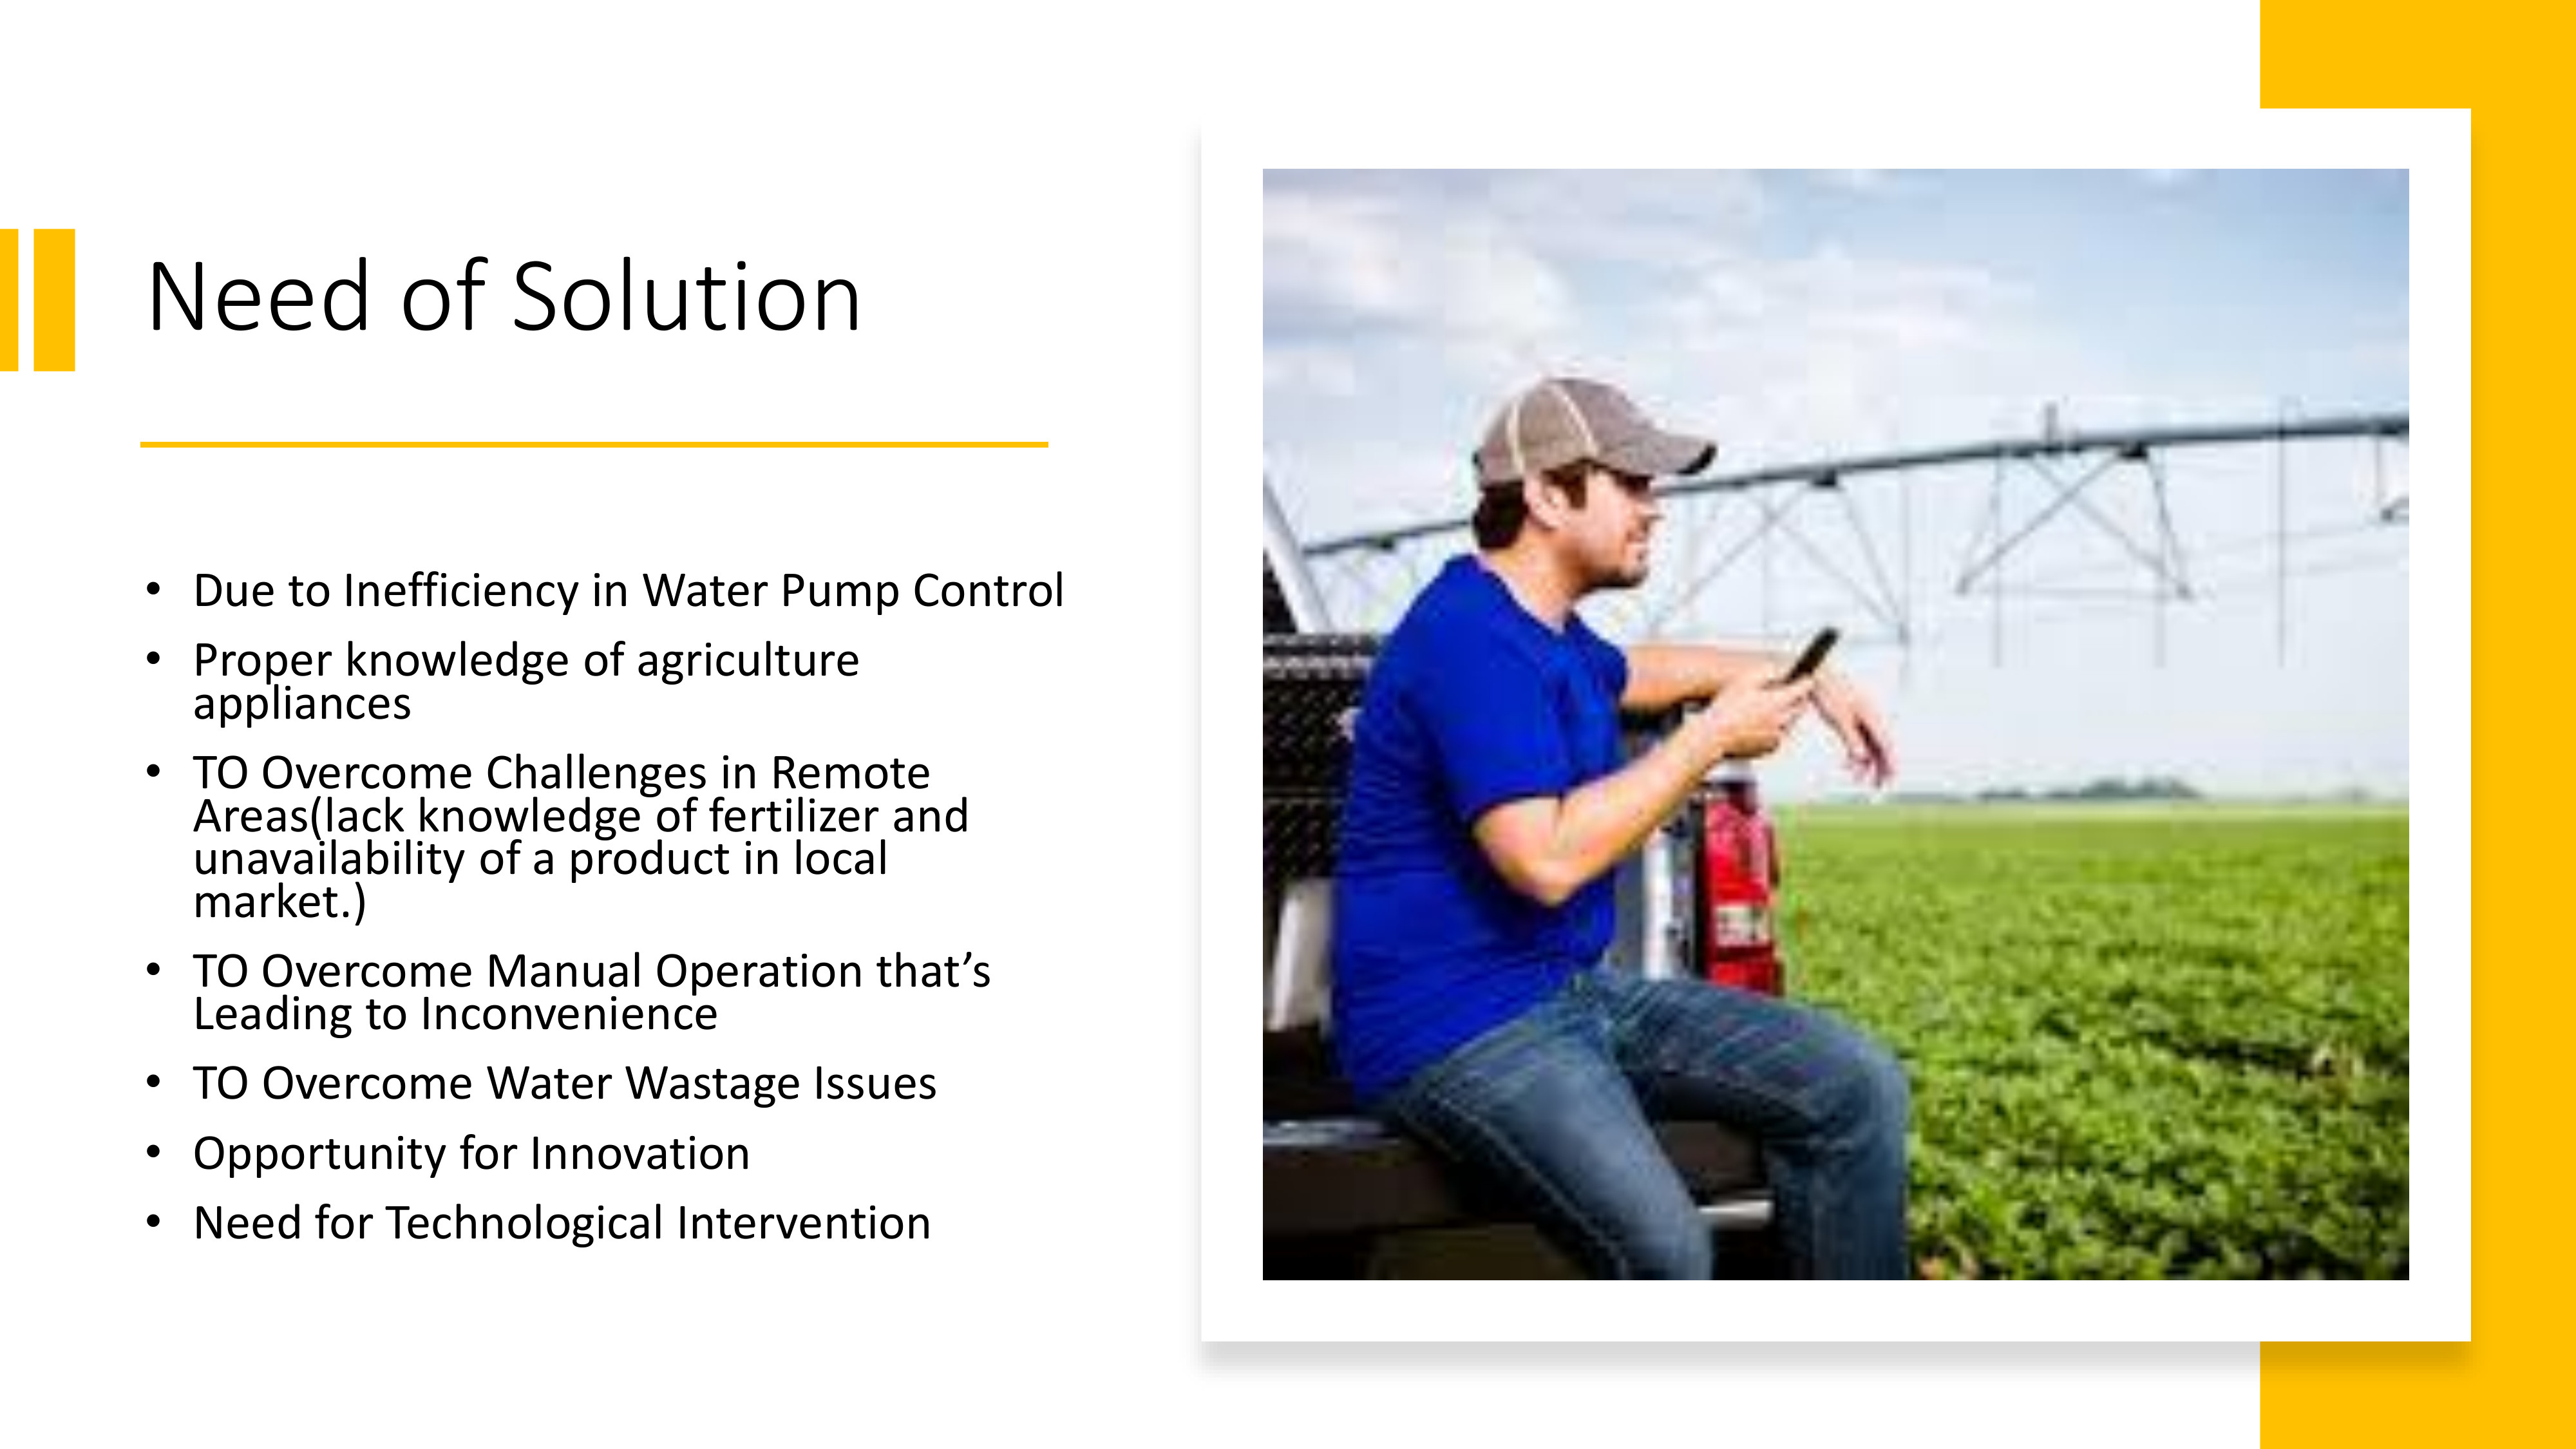 Need of Solution
• Due to Inefficiency in Water Pump Control
• Proper knowledge of agriculture
appliances
• TO Overcome Challenges in Remote
Areas(lack knowledge of fertilizer and
unavailability of a product in local
market.)
• TO Overcome Manual Operation that’s
Leading to Inconvenience
• TO Overcome Water Wastage Issues
• Opportunity for Innovation
• Need for Technological Intervention